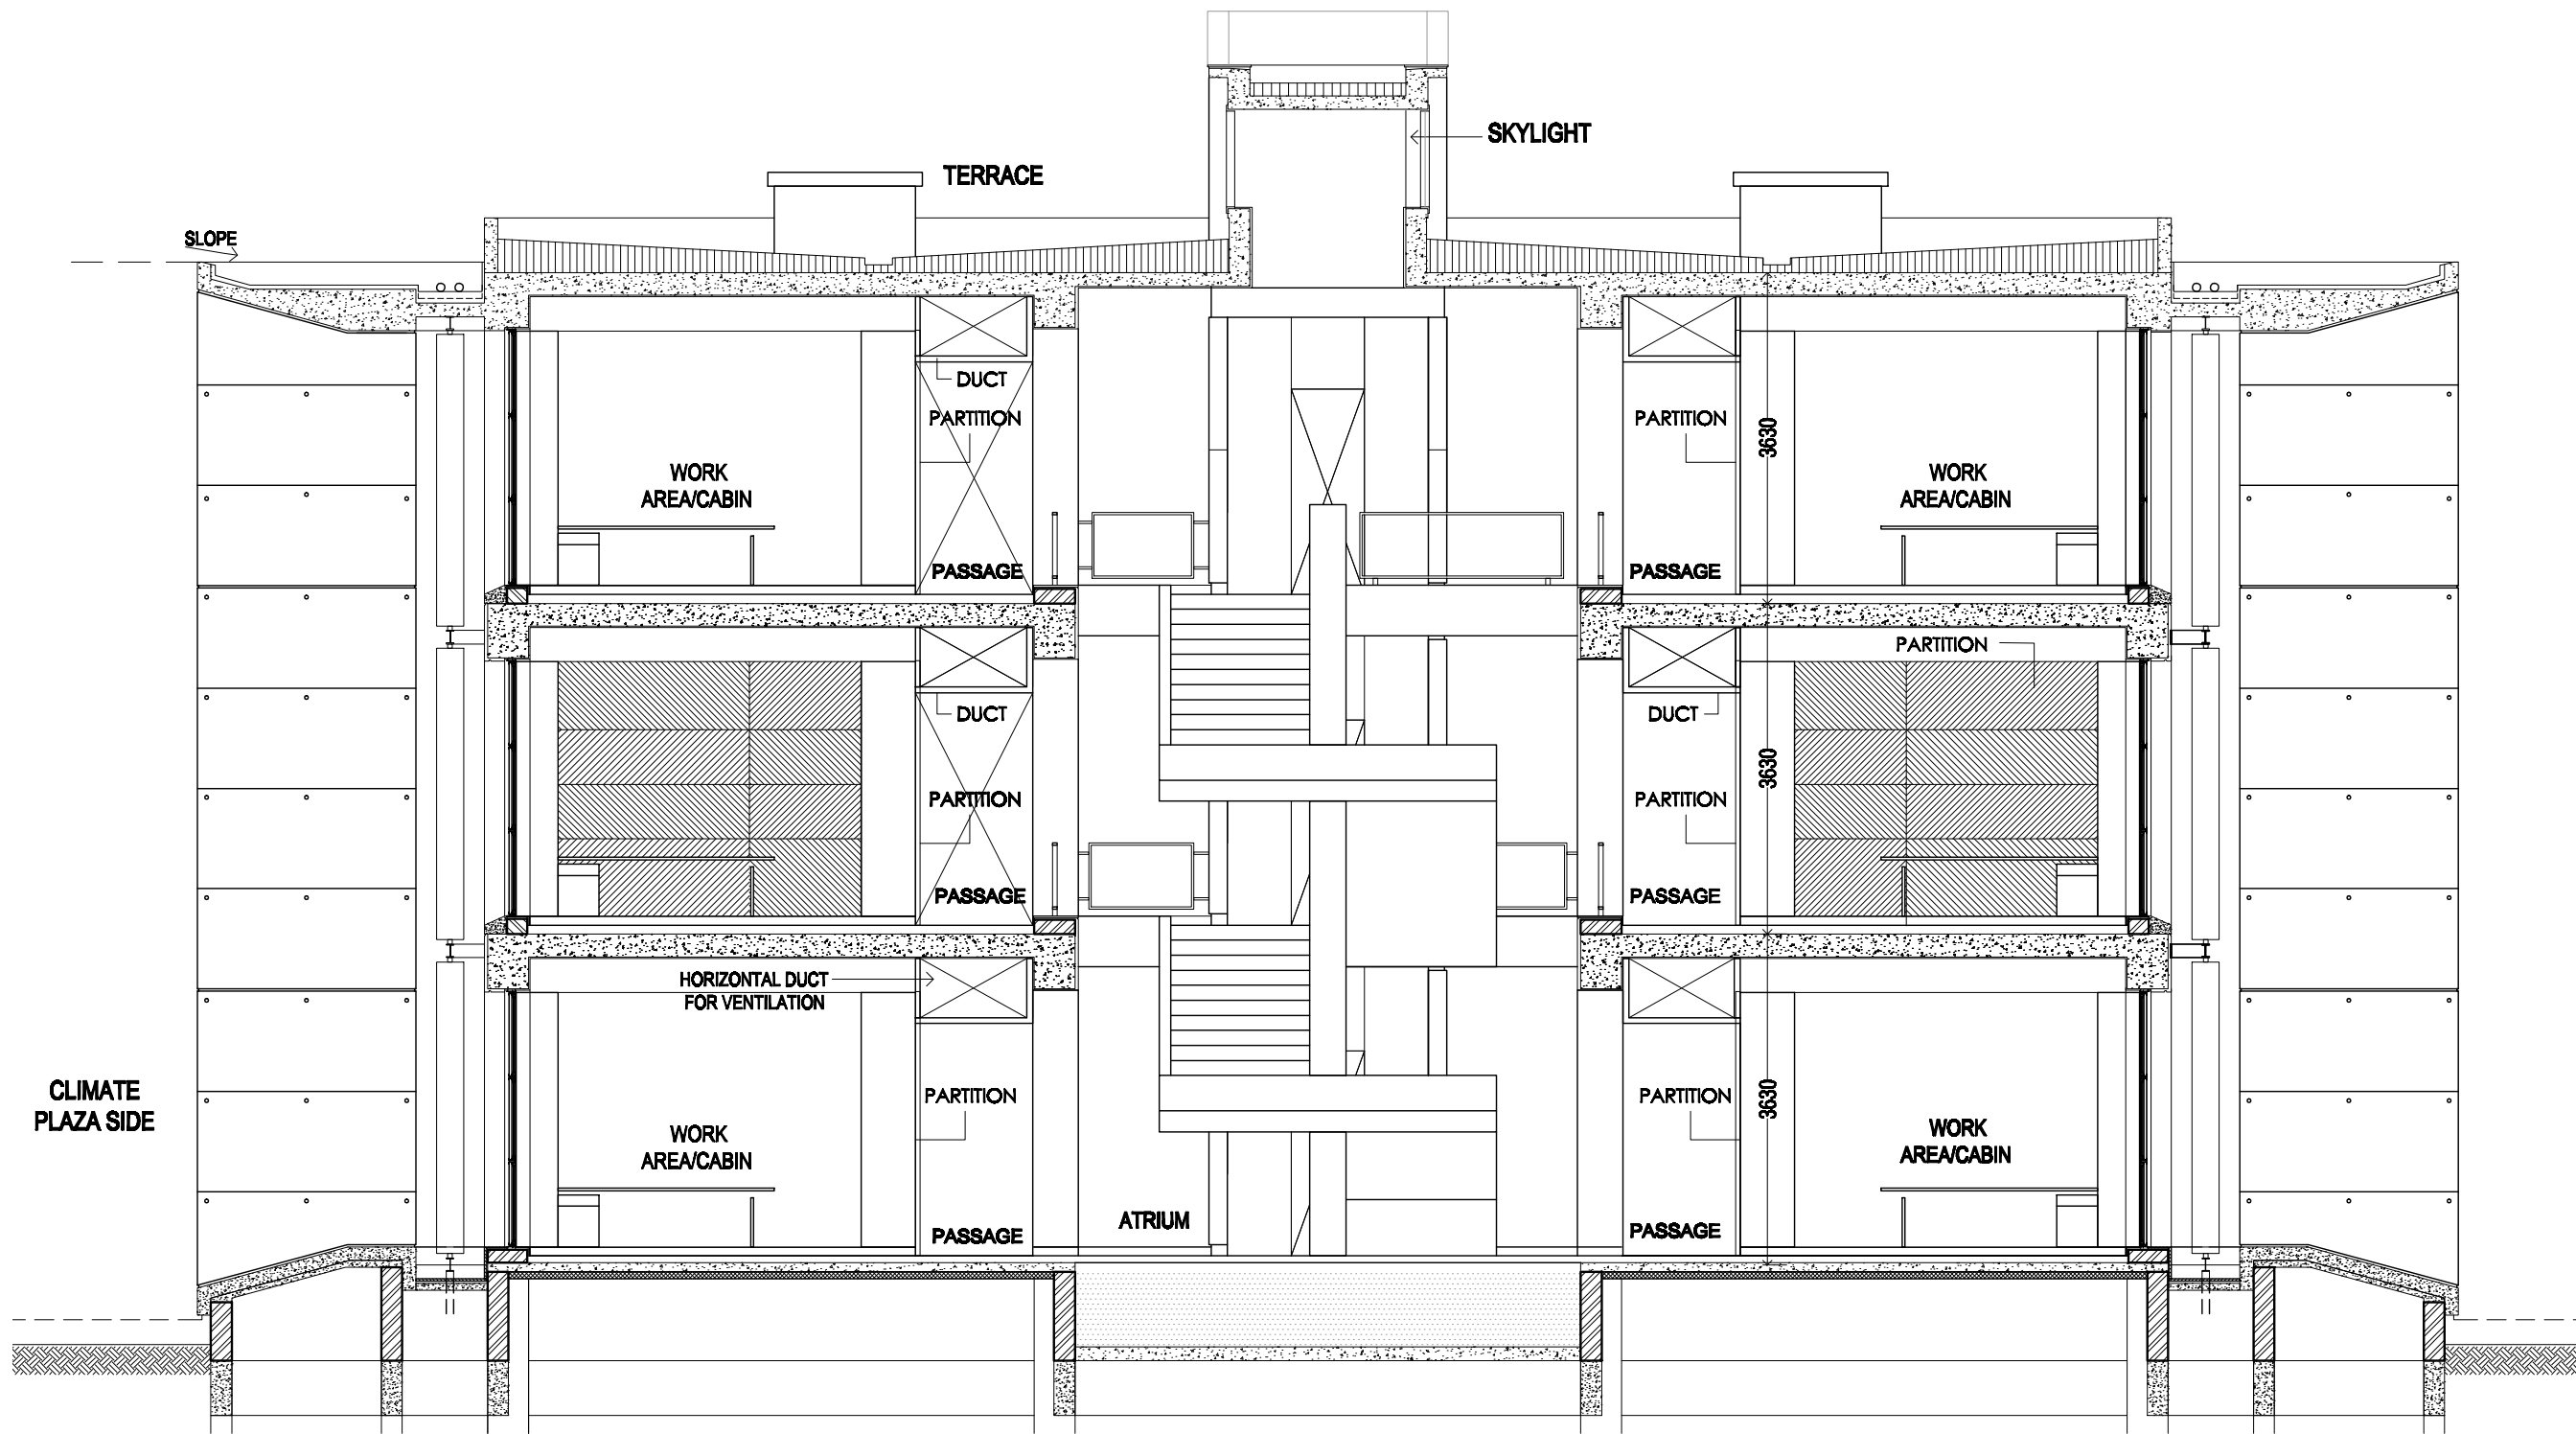 SKYLIGHT
TERRACE
SLOPE
DUCT
PARTITION
PARTITION
3630
WORK
AREA/CABIN
WORK
AREA/CABIN
PASSAGE
PASSAGE
PARTITION
DUCT
DUCT
3630
PARTITION
PARTITION
PASSAGE
PASSAGE
HORIZONTAL DUCT
FOR VENTILATION
CLIMATE
PLAZA SIDE
PARTITION
PARTITION
3630
WORK
AREA/CABIN
WORK
AREA/CABIN
ATRIUM
PASSAGE
PASSAGE